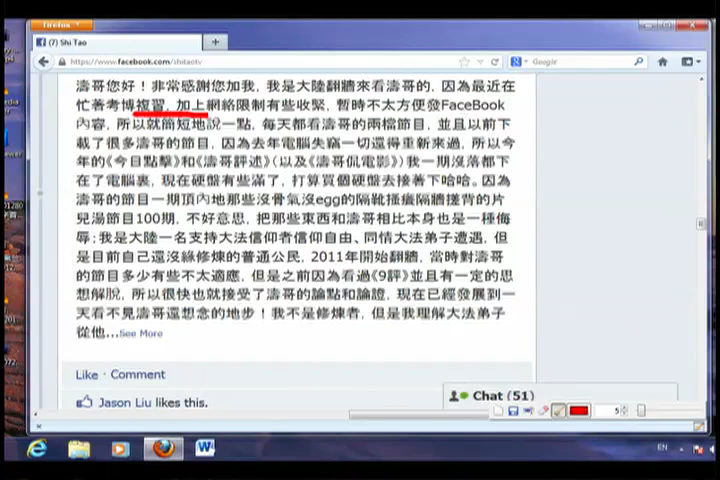 Firefox
(7) Shi Tao
https://www.facebook.com/shitaotv
Google
濤哥您好！非常感謝您加我，我是大陸翻牆來看濤哥的，因為最近在
忙著考博複習，加上網絡限制有些收緊，暫時不太方便發FaceBook
內容，所以就簡短地說一點，每天都看濤哥的兩檔節目，並且以前下
載了很多濤哥的節目，因為去年電腦失竊一切還得重新來過，所以今
年的《今日點擊》和《濤哥評述》（以及《濤哥侃電影》）我一期沒落都下
在了電腦裏，現在硬盤有些滿了，打算買個硬盤去接著下哈哈。因為
濤哥的節目一期頂內地那些沒骨氣沒egg的隔靴搔癢隔牆搓背的片
兒湯節目100期，不好意思，把那些東西和濤哥相比本身也是一種侮
辱；我是大陸一名支持大法信仰者信仰自由、同情大法弟子遭遇，但
是目前自己還沒緣修煉的普通公民，2011年開始翻牆，當時對濤哥
的節目多少有些不太適應，但是之前因為看過《9評》並且有一定的思
想解脫，所以很快也就接受了濤哥的論點和論證，現在已經發展到一
天看不見濤哥還想念的地步！我不是修煉者，但是我理解大法弟子
從他...See More
Like · Comment
Chat (51)
Jason Liu likes this.
5
EN